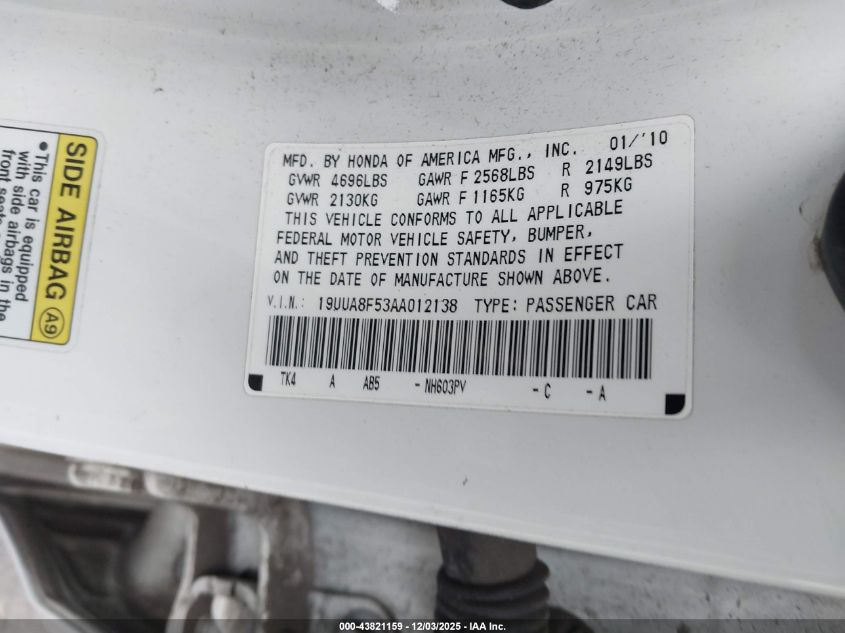 SIDE AIRBAG A9
•This car is equipped
with side airbags in the
front seats
MFD. BY HONDA OF AMERICA MFG., INC. 01/'10
GVWR 4696LBS GAWR F 2568LBS R 2149LBS
GVWR 2130KG GAWR F 1165KG R 975KG
THIS VEHICLE CONFORMS TO ALL APPLICABLE
FEDERAL MOTOR VEHICLE SAFETY, BUMPER,
AND THEFT PREVENTION STANDARDS IN EFFECT
ON THE DATE OF MANUFACTURE SHOWN ABOVE.
V.I.N.: 19UUA8F53AA012138 TYPE: PASSENGER CAR
TK4 A AB5 -NH603PV -C -A
000-43821159 - 12/03/2025 - IAA Inc.